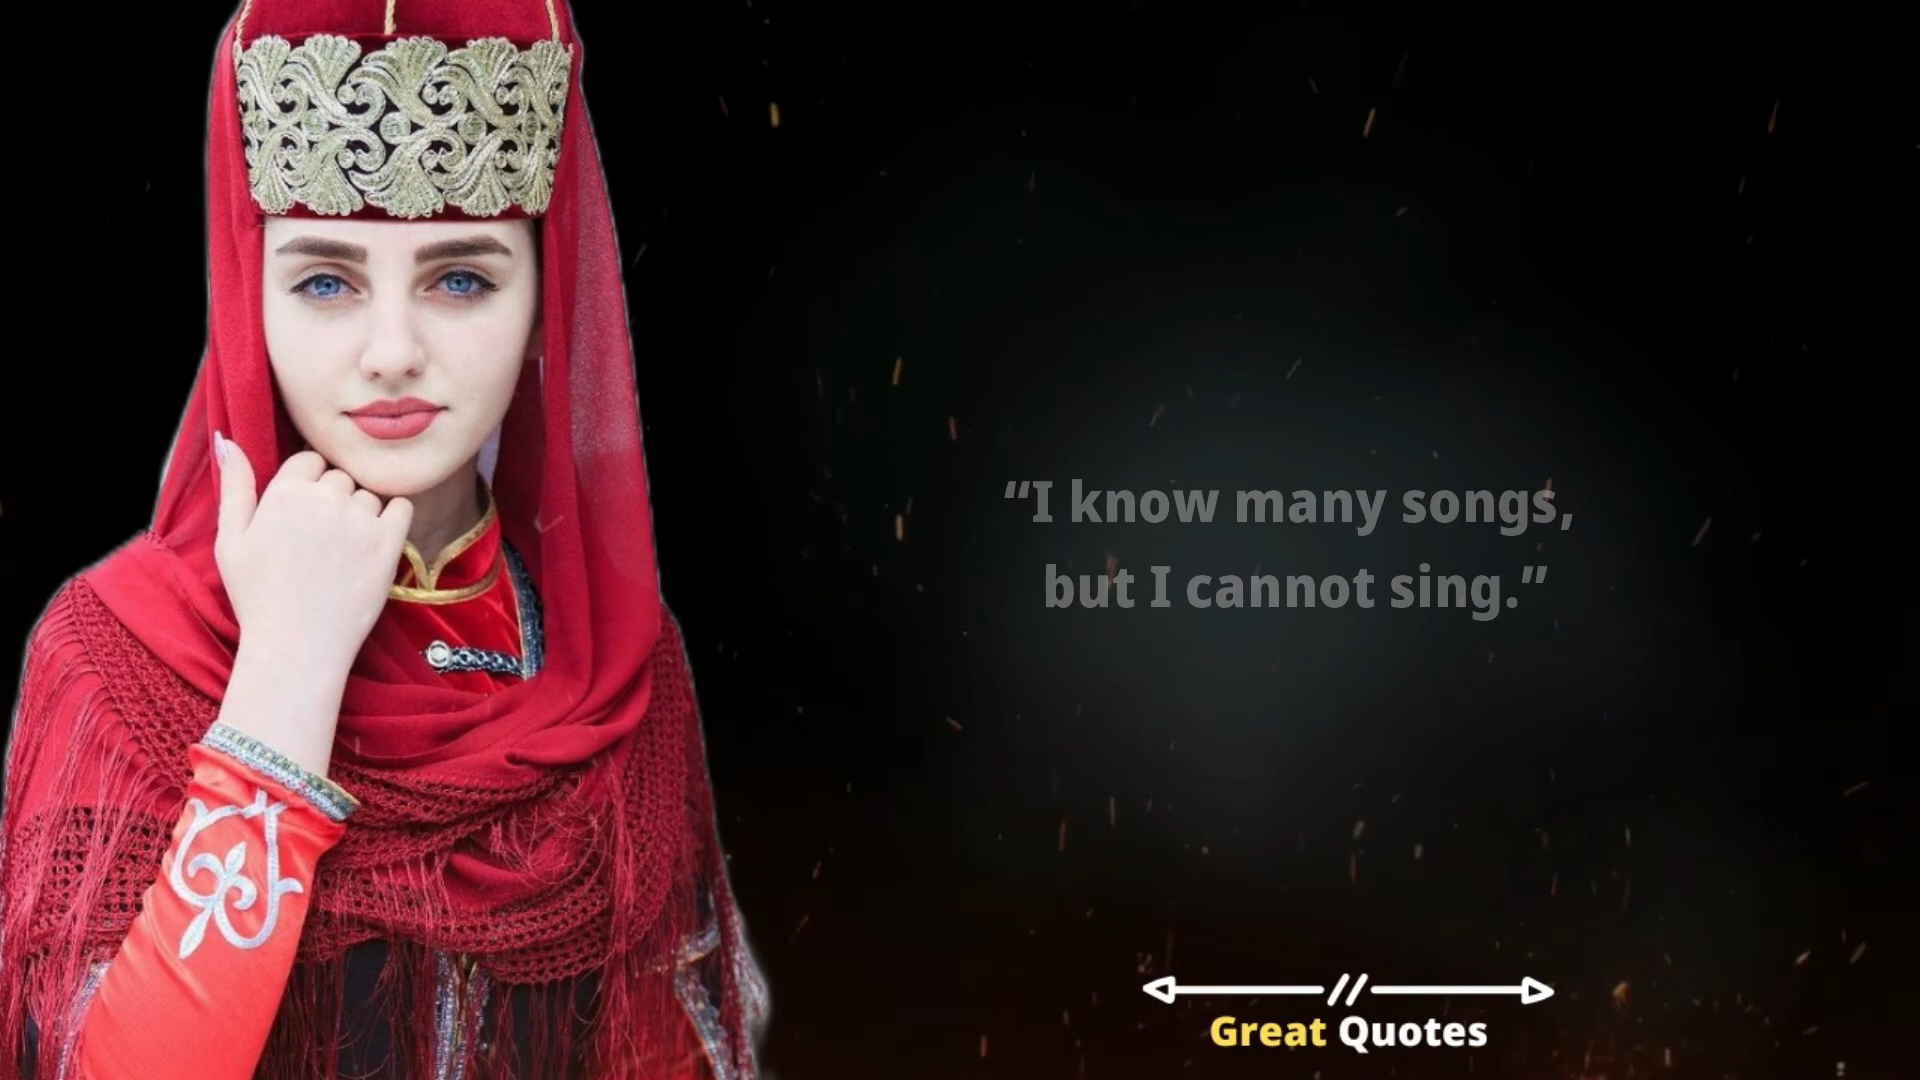 “I know many songs,
but I cannot sing.”
Great Quotes